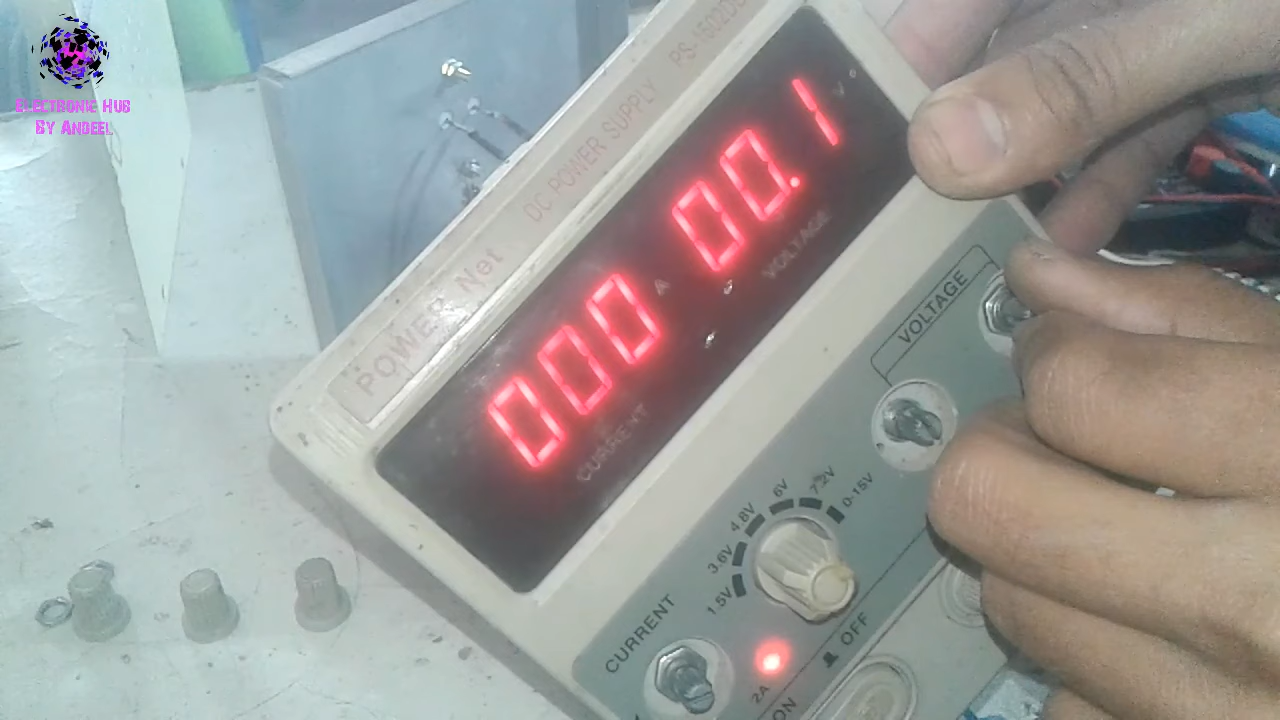 ELECTRONIC HUB
BY ANDEEL
POWER Net
DC POWER SUPPLY
000
A
CURRENT
00.1
V
VOLTAGE
VOLTAGE
CURRENT
1.5V
3.6V
4.8V
6V
7.2V
0-15V
2A
ON
OFF